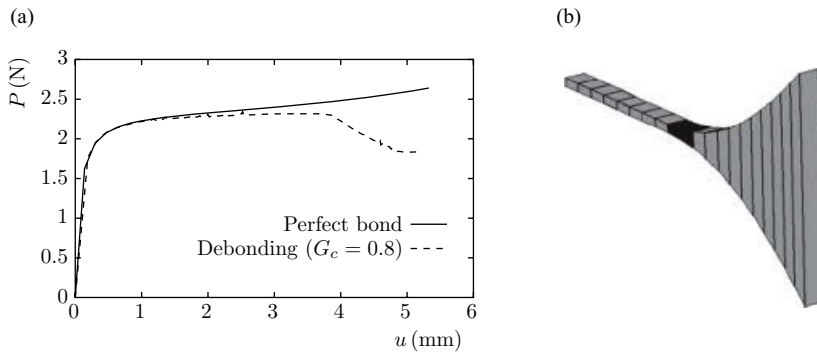 (a)
(b)
P (N)
3
2.5
2
1.5
1
0.5
0
Perfect bond
Debonding (G_c = 0.8)
0 1 2 3 4 5 6
u (mm)